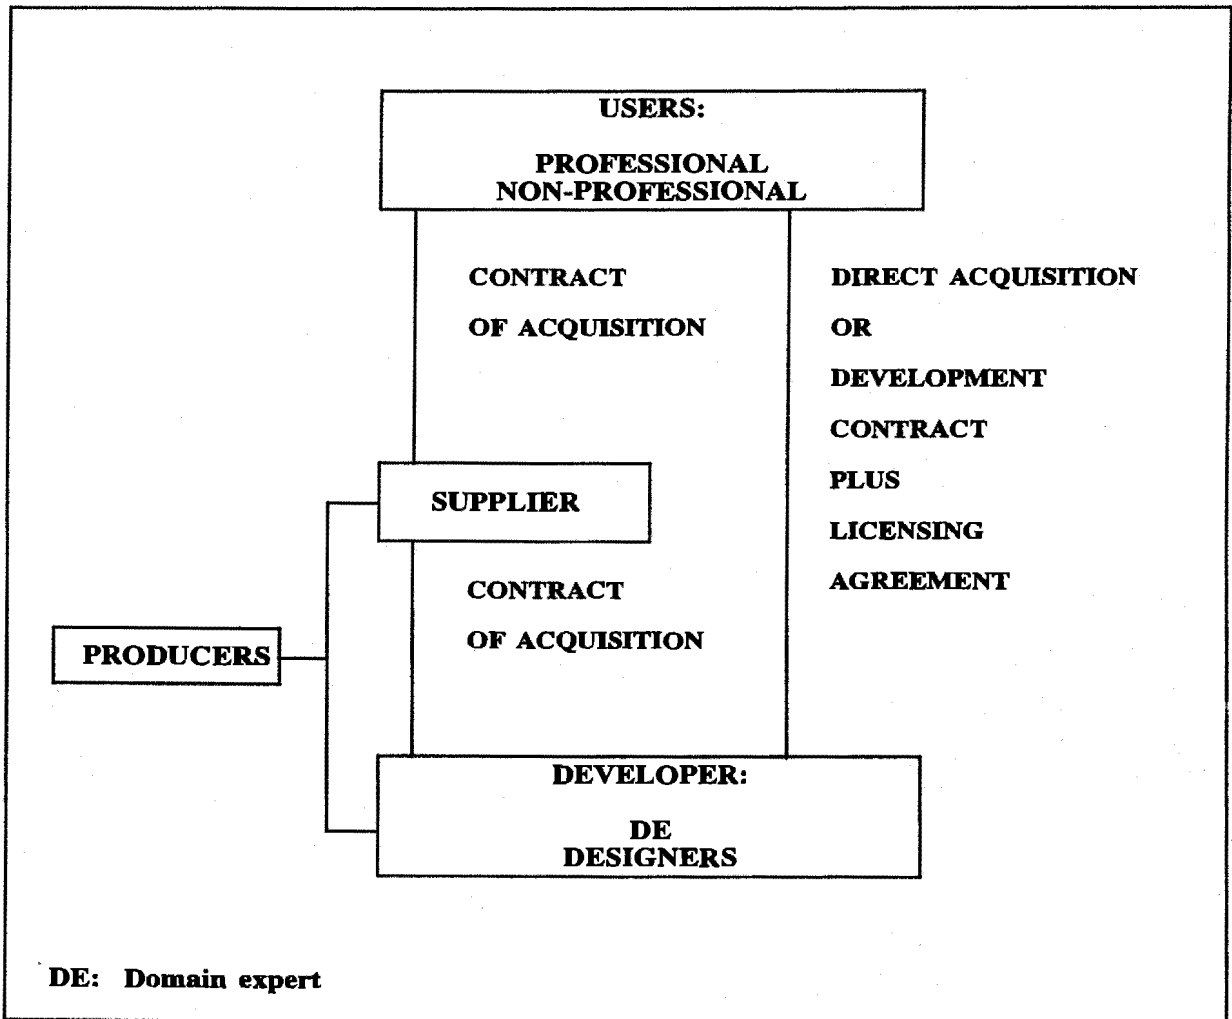 USERS:
PROFESSIONAL
NON-PROFESSIONAL
CONTRACT
OF ACQUISITION
DIRECT ACQUISITION
OR
DEVELOPMENT
CONTRACT
PLUS
LICENSING
AGREEMENT
SUPPLIER
CONTRACT
OF ACQUISITION
PRODUCERS
DEVELOPER:
DE
DESIGNERS
DE: Domain expert